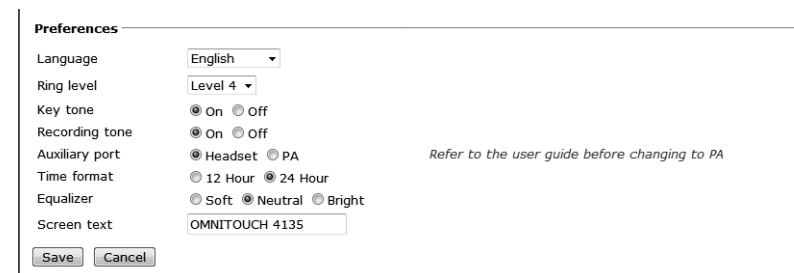 Preferences
Language English
Ring level Level 4
Key tone On Off
Recording tone On Off
Auxiliary port Headset PA Refer to the user guide before changing to PA
Time format 12 Hour 24 Hour
Equalizer Soft Neutral Bright
Screen text OMNITOUCH 4135
Save Cancel